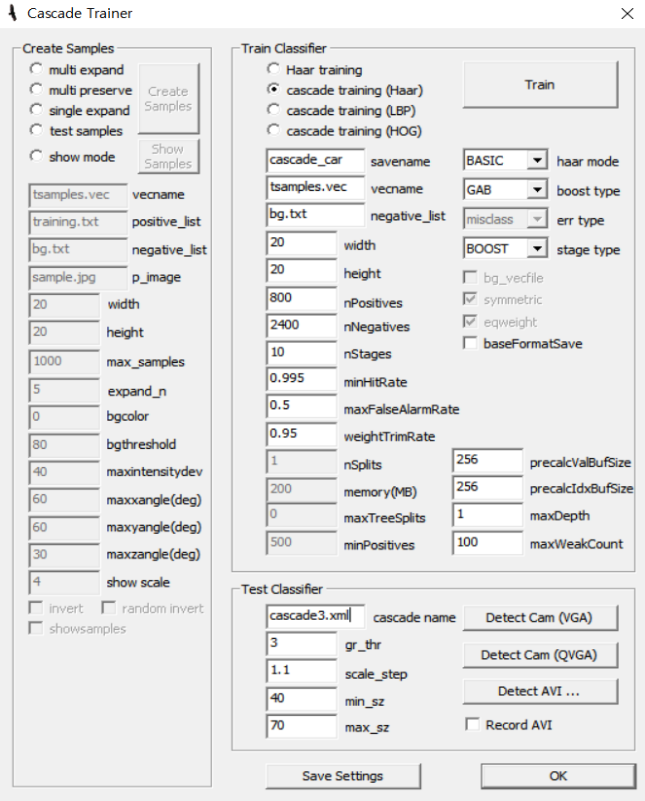 Cascade Trainer
Create Samples
multi expand
multi preserve
single expand
test samples
show mode
Create
Samples
Show
Samples
tsamples.vec vecname
training.txt positive_list
bg.txt negative_list
sample.jpg p_image
20 width
20 height
1000 max_samples
5 expand_n
0 bgcolor
80 bgthreshold
40 maxintensitydev
60 maxxangle(deg)
60 maxyangle(deg)
30 maxzangle(deg)
4 show scale
invert random invert
showsamples
Train Classifier
Haar training
cascade training (Haar)
cascade training (LBP)
cascade training (HOG)
Train
cascade_car savename
tsamples.vec vecname
bg.txt negative_list
20 width
20 height
800 nPositives
2400 nNegatives
10 nStages
0.995 minHitRate
0.5 maxFalseAlarmRate
0.95 weightTrimRate
1 nSplits
200 memory(MB)
0 maxTreeSplits
500 minPositives
BASIC haar mode
GAB boost type
misclass err type
BOOST stage type
bg_vecfile
symmetric
eqweight
baseFormatSave
256 precalcValBufSize
256 precalcIdxBufSize
1 maxDepth
100 maxWeakCount
Test Classifier
cascade3.xml cascade name
3 gr_thr
1.1 scale_step
40 min_sz
70 max_sz
Detect Cam (VGA)
Detect Cam (QVGA)
Detect AVI ...
Record AVI
Save Settings
OK